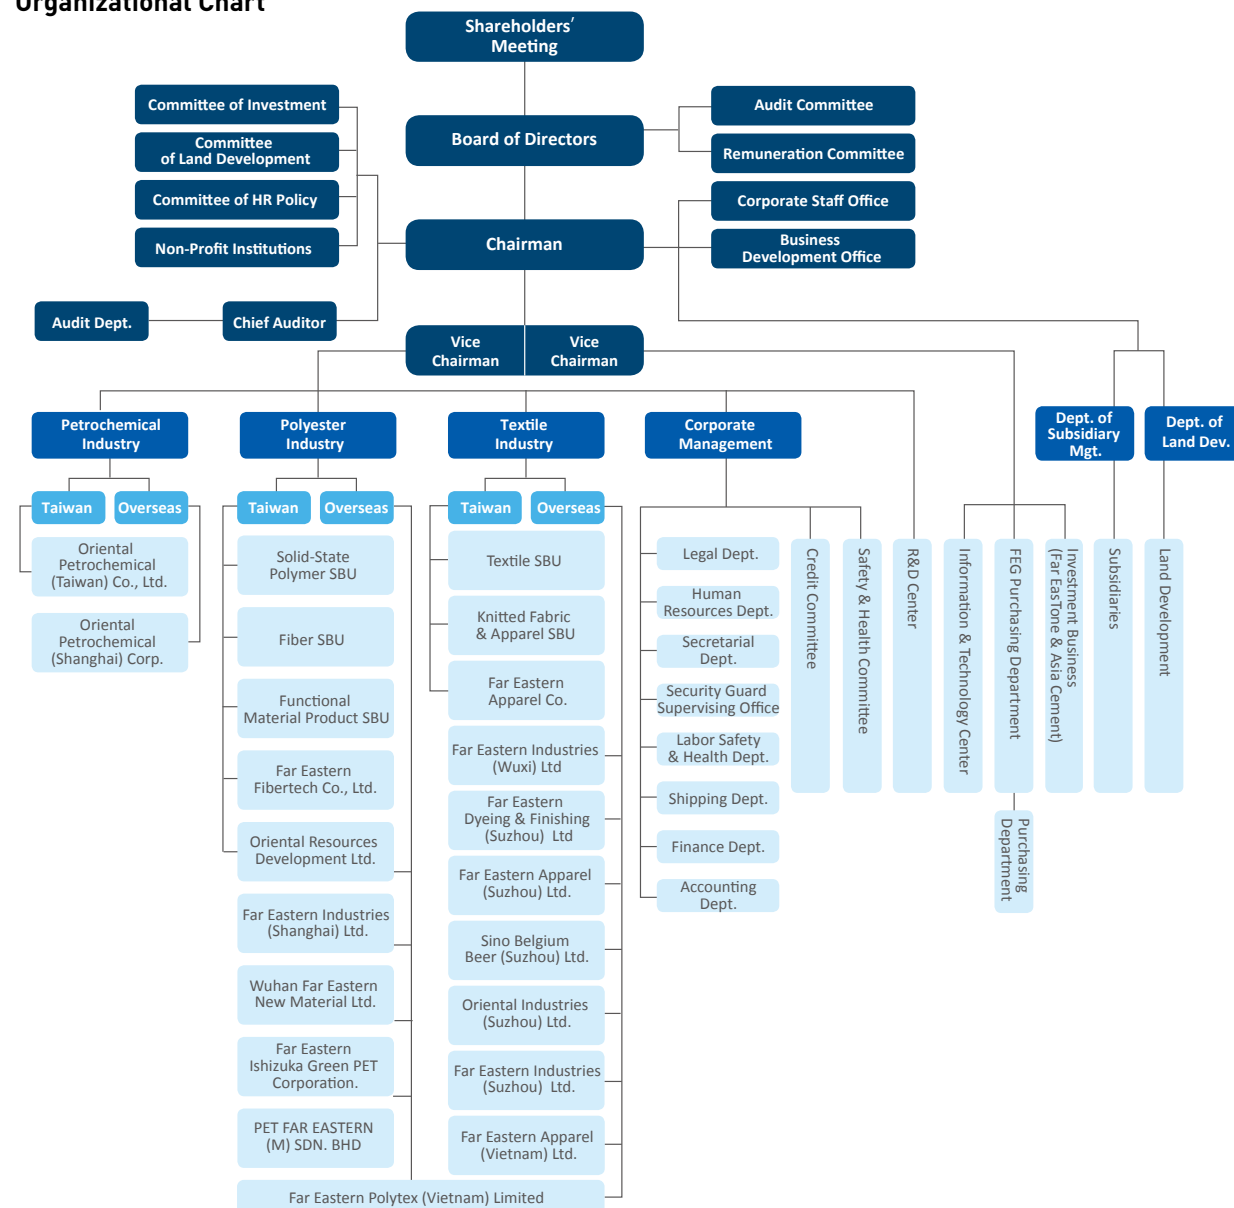 Organizational Chart
Shareholders'
Meeting
Committee of Investment
Committee
of Land Development
Committee of HR Policy
Non-Profit Institutions
Board of Directors
Audit Committee
Remuneration Committee
Corporate Staff Office
Business
Development Office
Chairman
Audit Dept.
Chief Auditor
Vice
Chairman
Vice
Chairman
Petrochemical
Industry
Polyester
Industry
Textile
Industry
Corporate
Management
Dept. of
Subsidiary
Mgt.
Dept. of
Land Dev.
Taiwan
Overseas
Oriental
Petrochemical
(Taiwan) Co., Ltd.
Oriental
Petrochemical
(Shanghai) Corp.
Taiwan
Overseas
Solid-State
Polymer SBU
Fiber SBU
Functional
Material Product SBU
Far Eastern
Fibertech Co., Ltd.
Oriental Resources
Development Ltd.
Far Eastern Industries
(Shanghai) Ltd.
Wuhan Far Eastern
New Material Ltd.
Far Eastern
Ishizuka Green PET
Corporation.
PET FAR EASTERN
(M) SDN. BHD
Taiwan
Overseas
Textile SBU
Knitted Fabric
& Apparel SBU
Far Eastern
Apparel Co.
Far Eastern Industries
(Wuxi) Ltd
Far Eastern
Dyeing & Finishing
(Suzhou) Ltd
Far Eastern Apparel
(Suzhou) Ltd.
Sino Belgium
Beer (Suzhou) Ltd.
Oriental Industries
(Suzhou) Ltd.
Far Eastern Industries
(Suzhou) Ltd.
Far Eastern Apparel
(Vietnam) Ltd.
Far Eastern Polytex (Vietnam) Limited
Legal Dept.
Human
Resources Dept.
Secretarial
Dept.
Security Guard
Supervising Office
Labor Safety
& Health Dept.
Shipping Dept.
Finance Dept.
Accounting
Dept.
Credit Committee
Safety & Health Committee
R&D Center
Information & Technology Center
FEG Purchasing Department
Purchasing
Department
Investment Business
(Far EasTone & Asia Cement)
Subsidiaries
Land Development